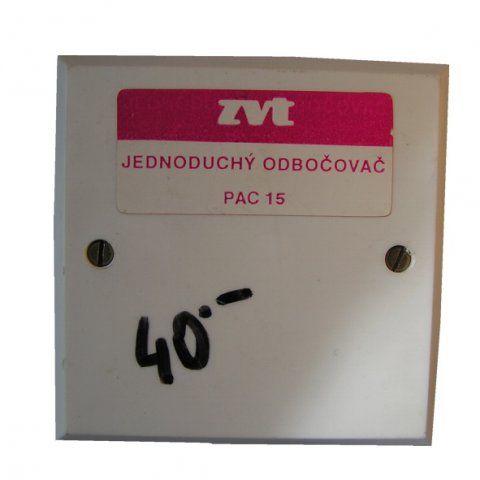 zvt
JEDNODUCHÝ ODBOČOVAČ
PAC 15
40.-